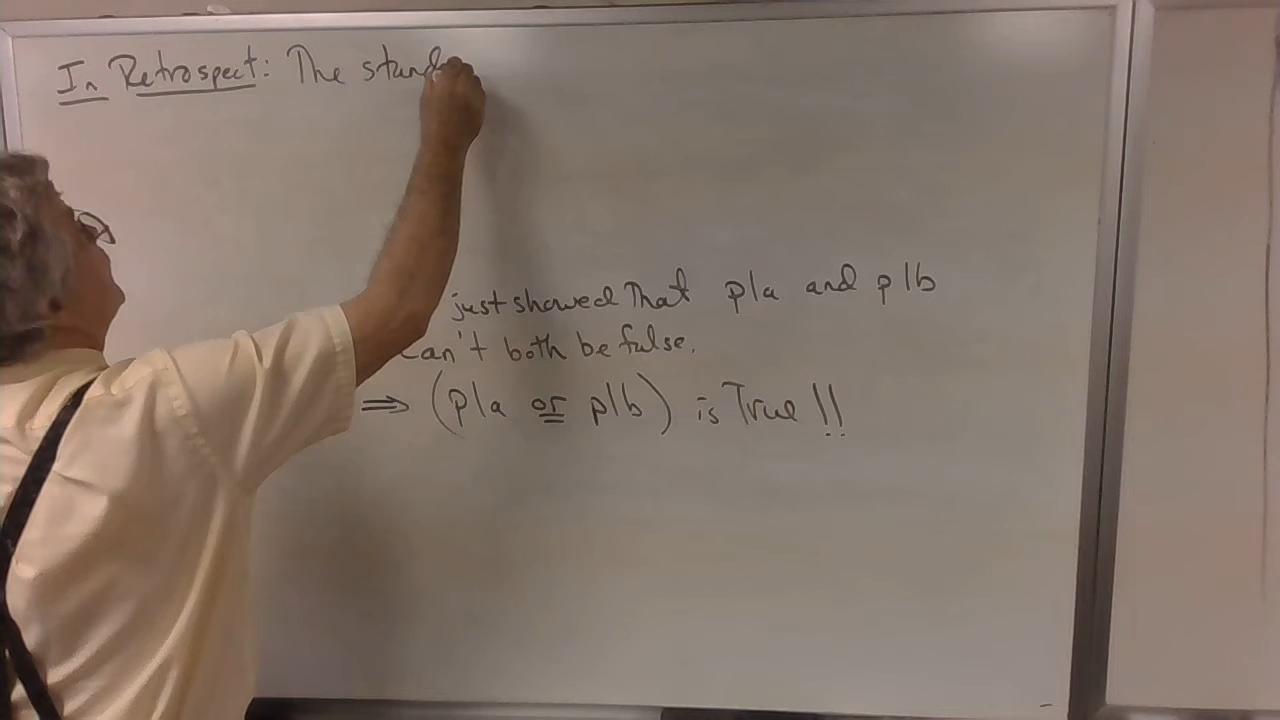 In Retrospect: The stand
just showed That p|a and p|b
can't both be false.
⇒ (p|a or p|b) is True !!